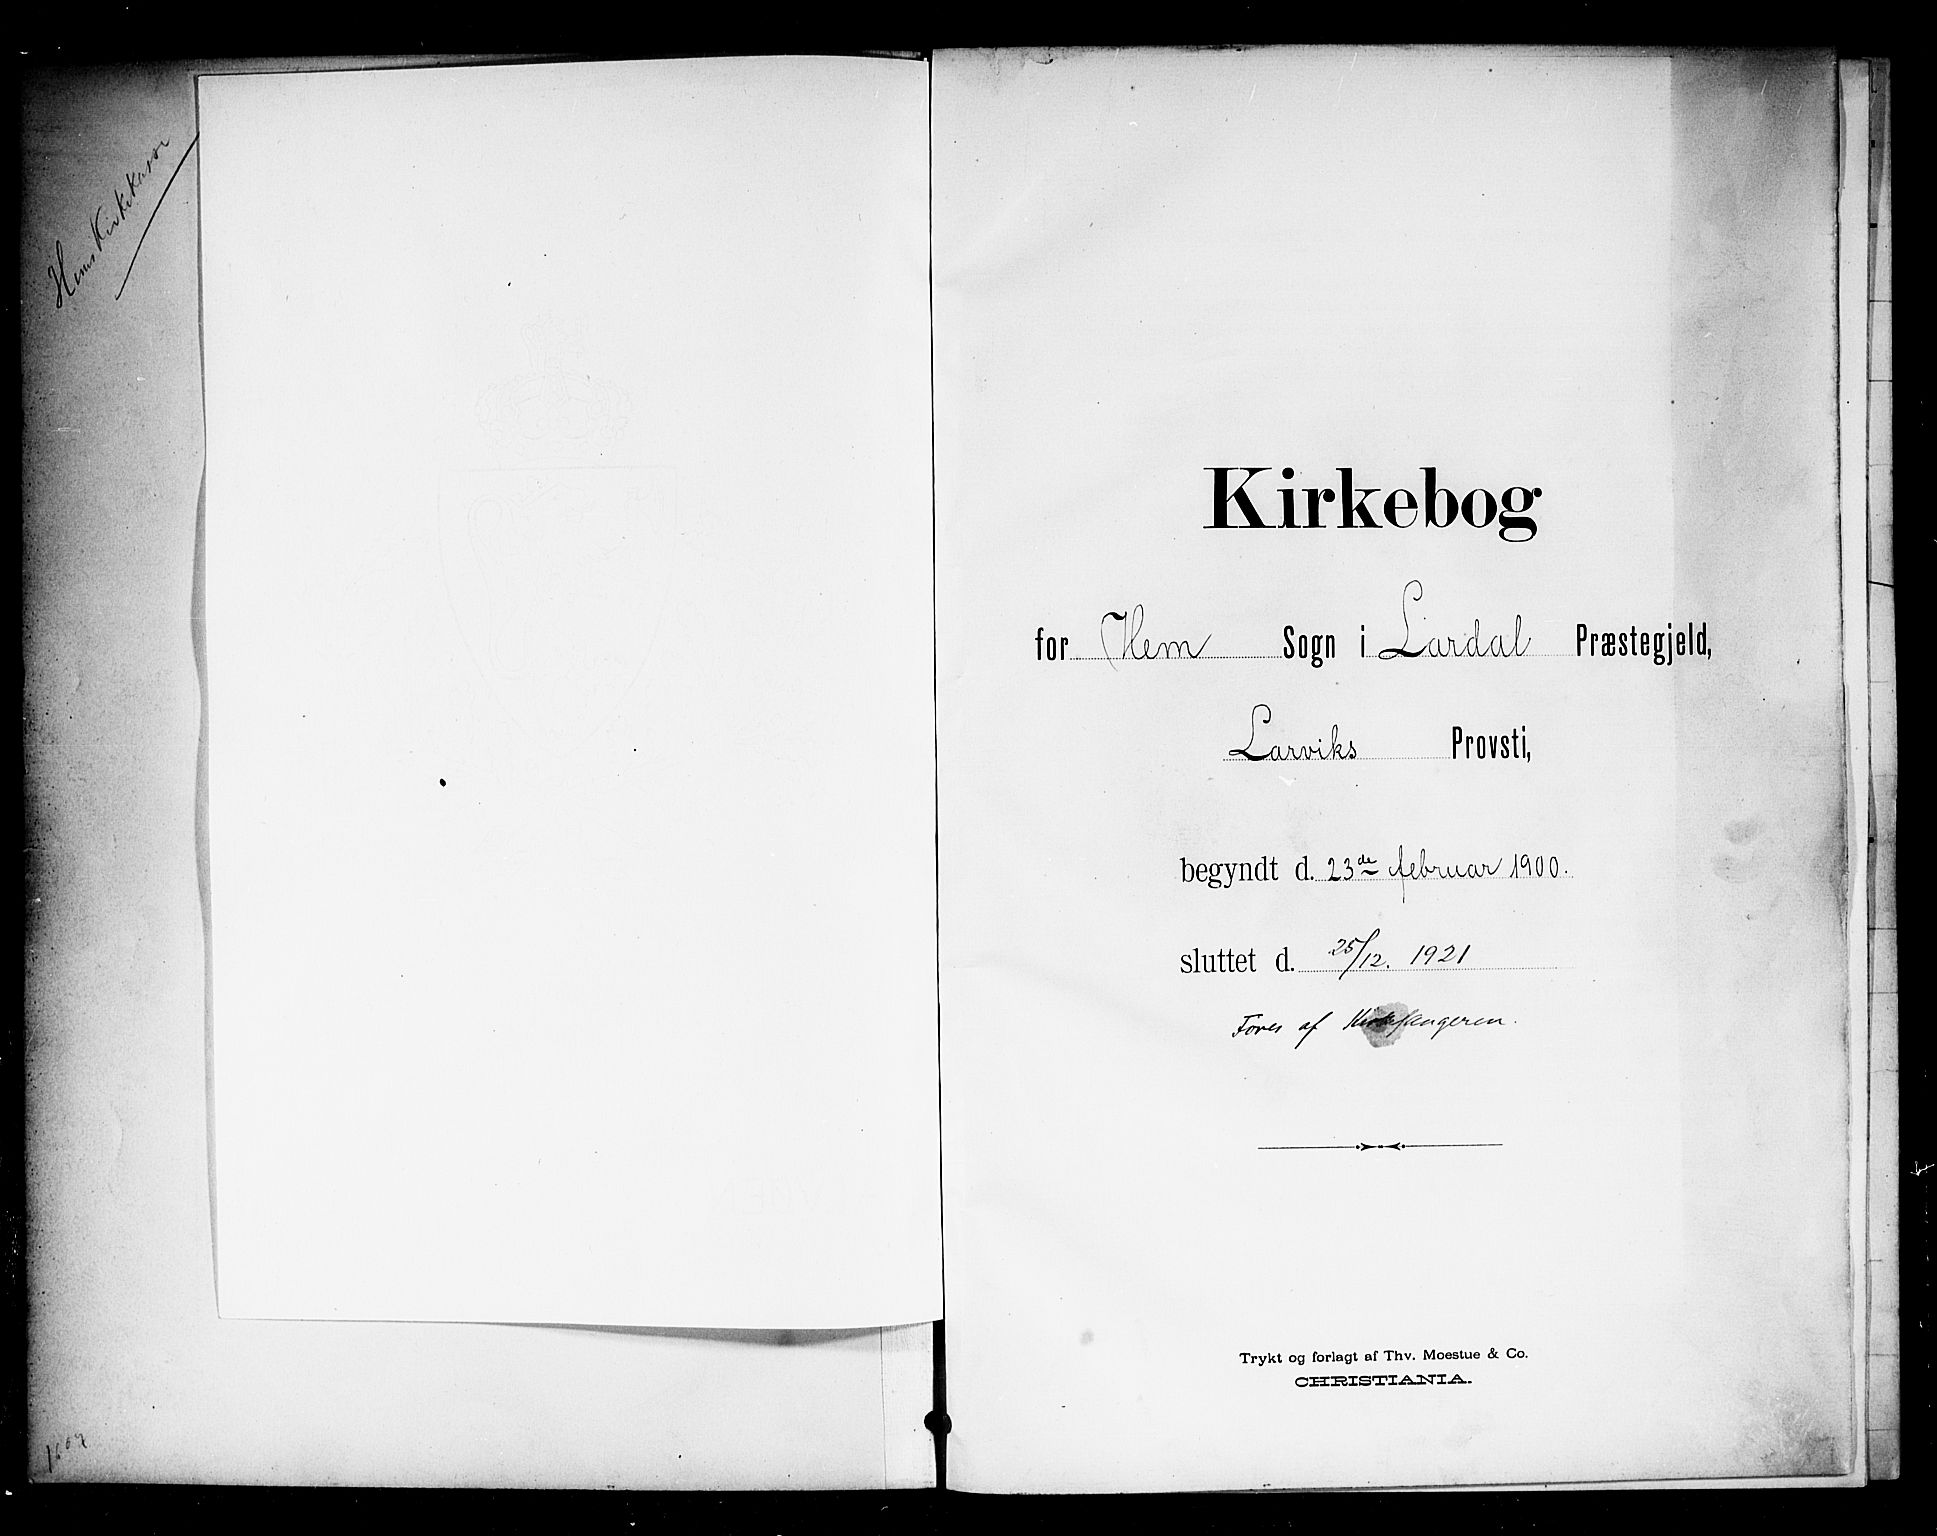 Hems Kirkekasse
Kirkebog
for Hem Sogn i Lardal Præstegjeld,
Larviks Provsti,
begyndt d. 23de februar 1900.
sluttet d. 25/12. 1921
Føres af Kirkesangeren.
Trykt og forlagt af Thv. Moestue & Co.
CHRISTIANIA.